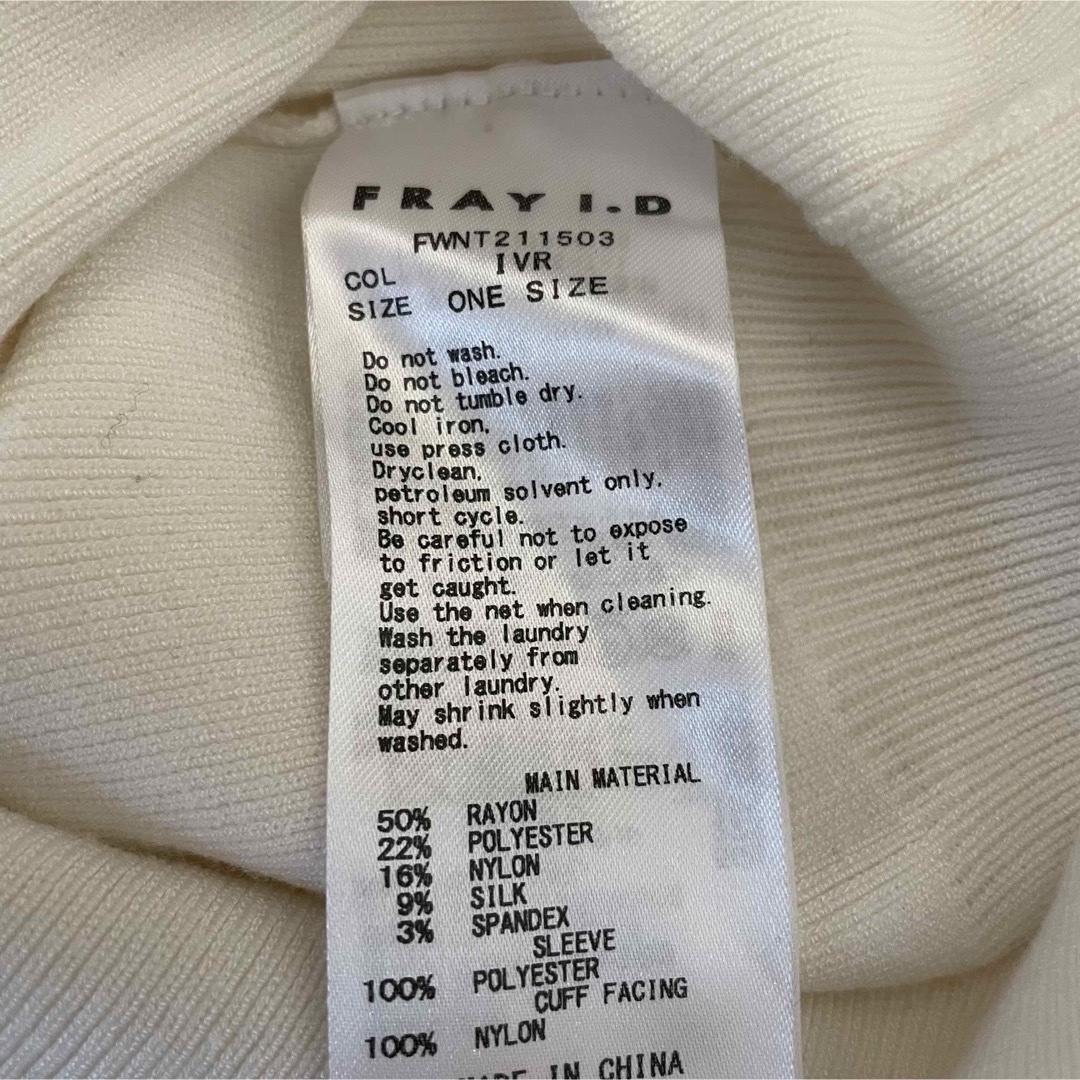 FRAY I.D
FWNT211503
COL IVR
SIZE ONE SIZE
Do not wash.
Do not bleach.
Do not tumble dry.
Cool iron,
use press cloth.
Dryclean,
petroleum solvent only,
short cycle.
Be careful not to expose
to friction or let it
get caught.
Use the net when cleaning.
Wash the laundry
separately from
other laundry.
May shrink slightly when
washed.
MAIN MATERIAL
50% RAYON
22% POLYESTER
16% NYLON
9% SILK
3% SPANDEX
SLEEVE
100% POLYESTER
CUFF FACING
100% NYLON
MADE IN CHINA